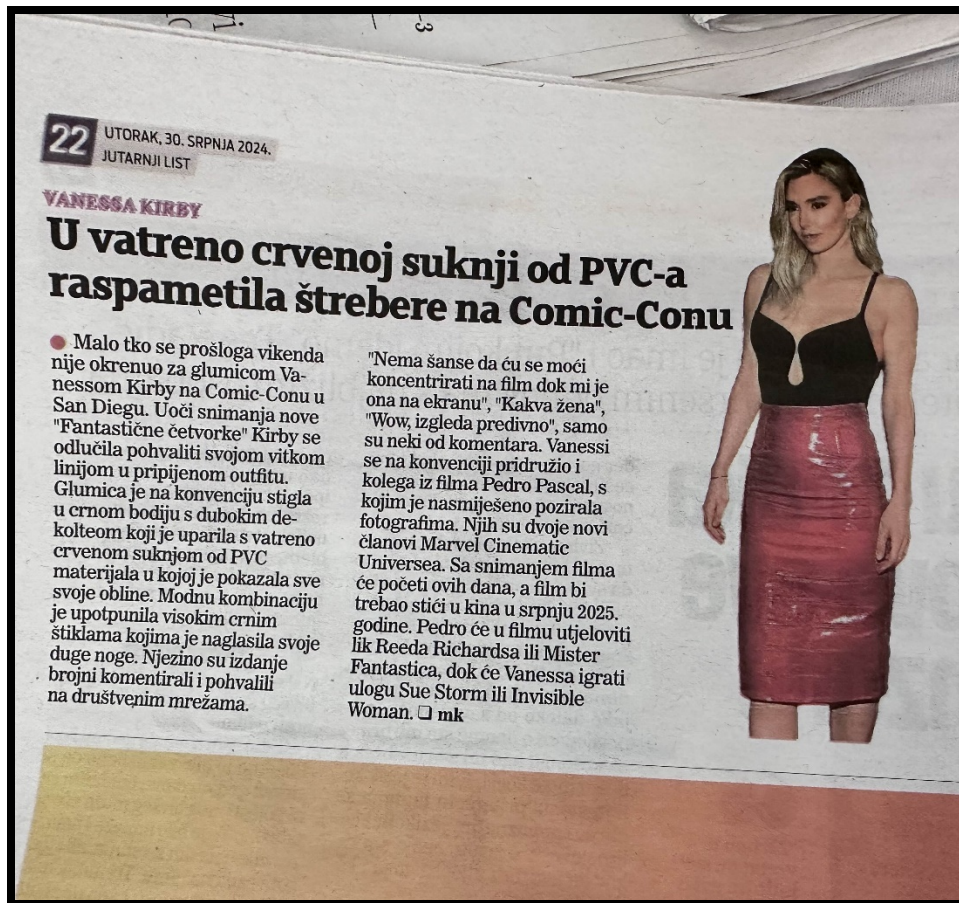 22
UTORAK, 30. SRPNJA 2024.
JUTARNJI LIST
VANESSA KIRBY
U vatreno crvenoj suknji od PVC-a
raspametila štrebere na Comic-Conu
Malo tko se prošloga vikenda
nije okrenuo za glumicom Va-
nessom Kirby na Comic-Conu u
San Diegu. Uoči snimanja nove
"Fantastične četvorke" Kirby se
odlučila pohvaliti svojom vitkom
linijom u pripijenom outfitu.
Glumica je na konvenciju stigla
u crnom bodiju s dubokim de-
kolteom koji je uparila s vatreno
crvenom suknjom od PVC
materijala u kojoj je pokazala sve
svoje obline. Modnu kombinaciju
je upotpunila visokim crnim
štiklama kojima je naglasila svoje
duge noge. Njezino su izdanje
brojni komentirali i pohvalili
na društvenim mrežama.
"Nema šanse da ću se moći
koncentrirati na film dok mi je
ona na ekranu", "Kakva žena",
"Wow, izgleda predivno", samo
su neki od komentara. Vanessi
se na konvenciji pridružio i
kolega iz filma Pedro Pascal, s
kojim je nasmiješeno pozirala
fotografima. Njih su dvoje novi
članovi Marvel Cinematic
Universea. Sa snimanjem filma
će početi ovih dana, a film bi
trebao stići u kina u srpnju 2025.
godine. Pedro će u filmu utjeloviti
lik Reeda Richardsa ili Mister
Fantastica, dok će Vanessa igrati
ulogu Sue Storm ili Invisible
Woman. ❏ mk